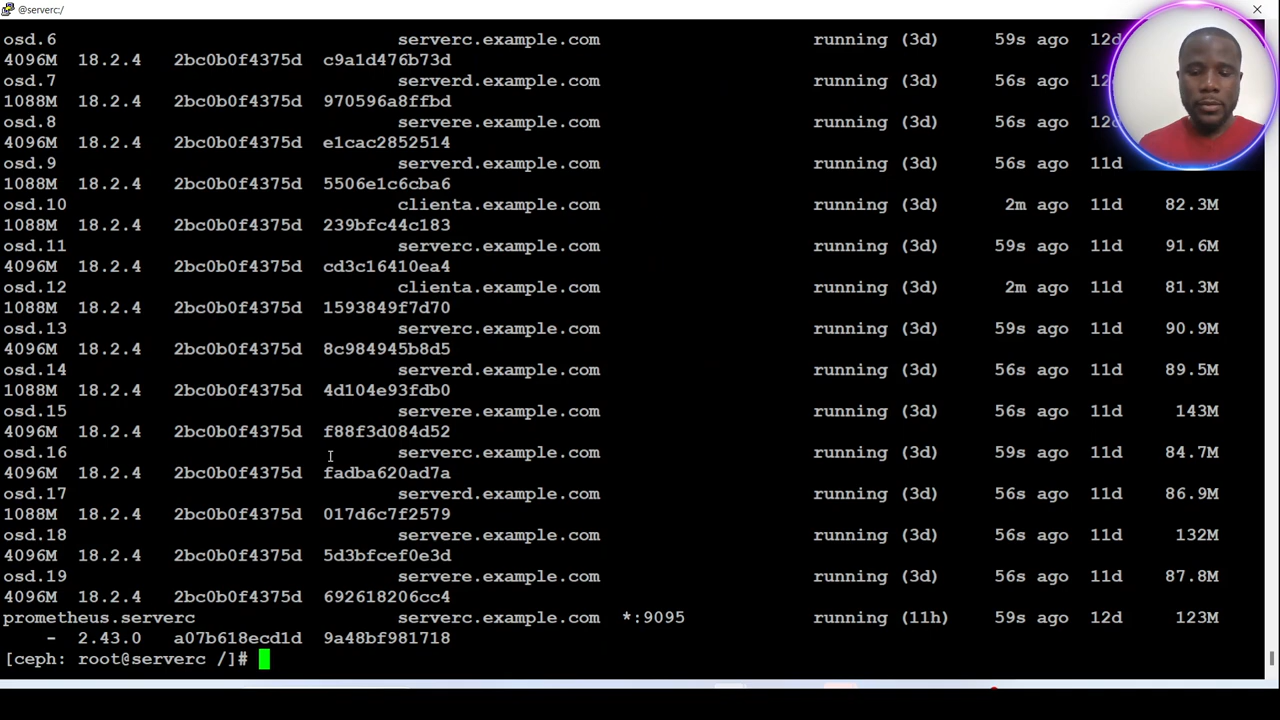 @serverc:/
osd.6 serverc.example.com running (3d) 59s ago 12d
4096M 18.2.4 2bc0b0f4375d c9a1d476b73d
osd.7 serverd.example.com running (3d) 56s ago 12d
1088M 18.2.4 2bc0b0f4375d 970596a8ffbd
osd.8 servere.example.com running (3d) 56s ago 12d
4096M 18.2.4 2bc0b0f4375d e1cac2852514
osd.9 serverd.example.com running (3d) 56s ago 11d
1088M 18.2.4 2bc0b0f4375d 5506e1c6cba6
osd.10 clienta.example.com running (3d) 2m ago 11d 82.3M
1088M 18.2.4 2bc0b0f4375d 239bfc44c183
osd.11 serverc.example.com running (3d) 59s ago 11d 91.6M
4096M 18.2.4 2bc0b0f4375d cd3c16410ea4
osd.12 clienta.example.com running (3d) 2m ago 11d 81.3M
1088M 18.2.4 2bc0b0f4375d 1593849f7d70
osd.13 serverc.example.com running (3d) 59s ago 11d 90.9M
4096M 18.2.4 2bc0b0f4375d 8c984945b8d5
osd.14 serverd.example.com running (3d) 56s ago 11d 89.5M
1088M 18.2.4 2bc0b0f4375d 4d104e93fdb0
osd.15 servere.example.com running (3d) 56s ago 11d 143M
4096M 18.2.4 2bc0b0f4375d f88f3d084d52
osd.16 serverc.example.com running (3d) 59s ago 11d 84.7M
4096M 18.2.4 2bc0b0f4375d fadba620ad7a
osd.17 serverd.example.com running (3d) 56s ago 11d 86.9M
1088M 18.2.4 2bc0b0f4375d 017d6c7f2579
osd.18 servere.example.com running (3d) 56s ago 11d 132M
4096M 18.2.4 2bc0b0f4375d 5d3bfcef0e3d
osd.19 servere.example.com running (3d) 56s ago 11d 87.8M
4096M 18.2.4 2bc0b0f4375d 692618206cc4
prometheus.serverc serverc.example.com *:9095 running (11h) 59s ago 12d 123M
- 2.43.0 a07b618ecd1d 9a48bf981718
[ceph: root@serverc /]#